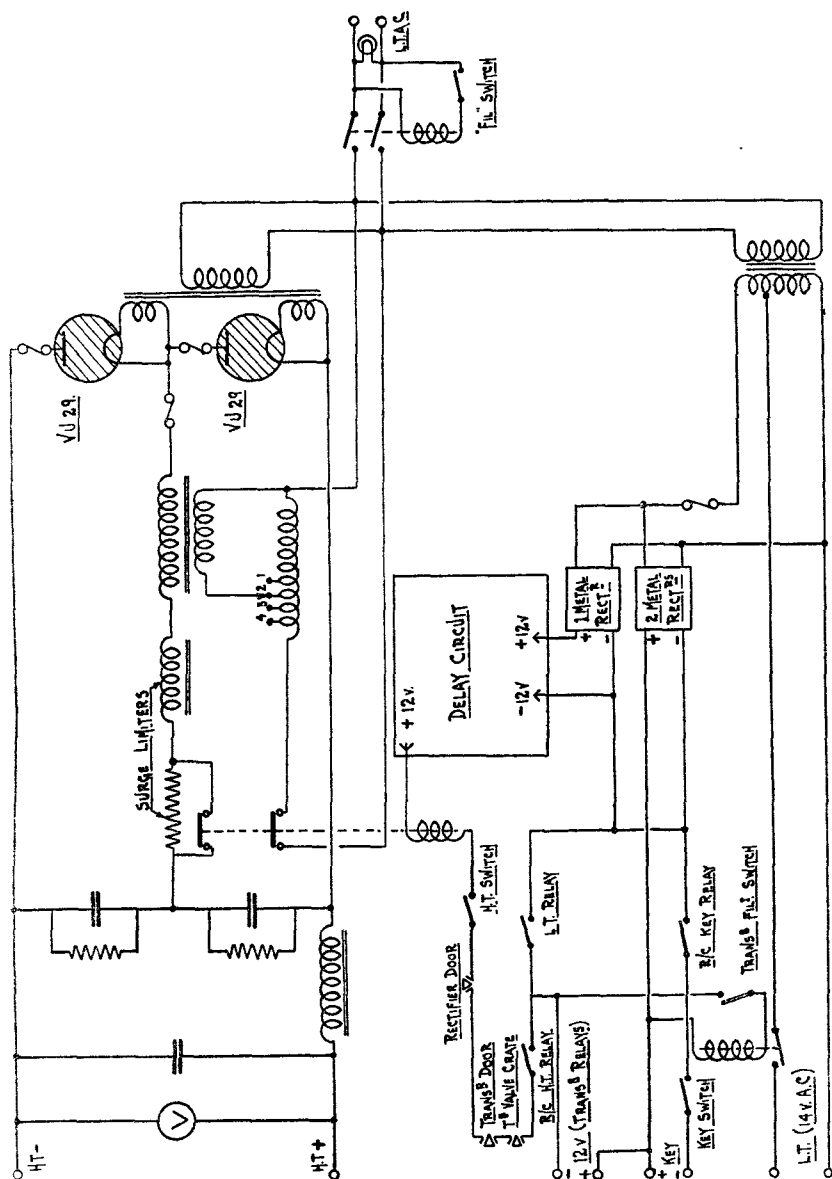 L.T.A.C
"FIL" SWITCH
VU 29.
VU 29
SURGE LIMITERS
4 3 2 1
HT-
V
H.T +
+ 12V.
DELAY CIRCUIT
-12V
+12V
1 METAL
RECTR
+
-
2 METAL
RECTRS
+
-
H.T. SWITCH
RECTIFIER DOOR
L.T. RELAY
TRANSR DOOR
TR VALVE CRATE
R/C H.T. RELAY
R/C KEY RELAY
TRANSR FILT SWITCH
-
+ 12V (TRANSR RELAYS)
+ KEY
-
KEY SWITCH
L.T. (14V. A.C)